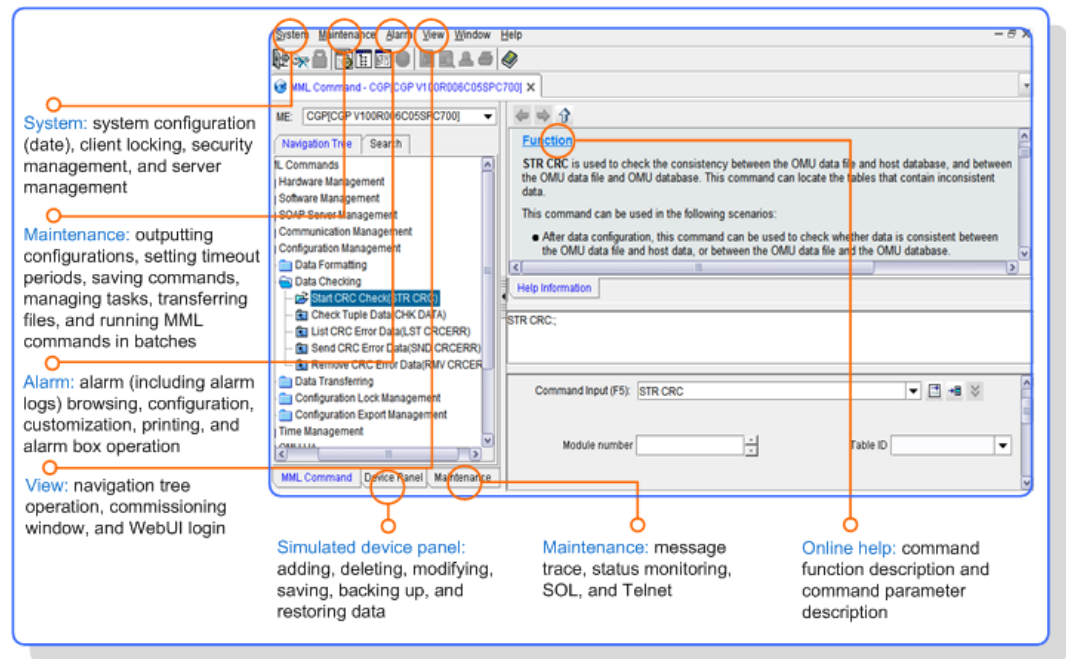 System Maintenance Alarm View Window Help
MML Command - CGP[CGP V100R006C05SPC700]
ME: CGP[CGP V100R006C05SPC700]
Navigation Tree Search
ML Commands
Hardware Management
Software Management
SOAP Server Management
Communication Management
Configuration Management
Data Formatting
Data Checking
Start CRC Check(STR CRC)
Check Tuple Data(CHK DATA)
List CRC Error Data(LST CRCERR)
Send CRC Error Data(SND CRCERR)
Remove CRC Error Data(RMV CRCER
Data Transferring
Configuration Lock Management
Configuration Export Management
Time Management
MML Command Device Panel Maintenance
Function
STR CRC is used to check the consistency between the OMU data file and host database, and between
the OMU data file and OMU database. This command can locate the tables that contain inconsistent
data.
This command can be used in the following scenarios:
● After data configuration, this command can be used to check whether data is consistent between
the OMU data file and host data, or between the OMU data file and the OMU database.
Help Information
STR CRC:;
Command Input (F5): STR CRC
Module number Table ID
System: system configuration
(date), client locking, security
management, and server
management
Maintenance: outputting
configurations, setting timeout
periods, saving commands,
managing tasks, transferring
files, and running MML
commands in batches
Alarm: alarm (including alarm
logs) browsing, configuration,
customization, printing, and
alarm box operation
View: navigation tree
operation, commissioning
window, and WebUI login
Simulated device panel:
adding, deleting, modifying,
saving, backing up, and
restoring data
Maintenance: message
trace, status monitoring,
SOL, and Telnet
Online help: command
function description and
command parameter
description